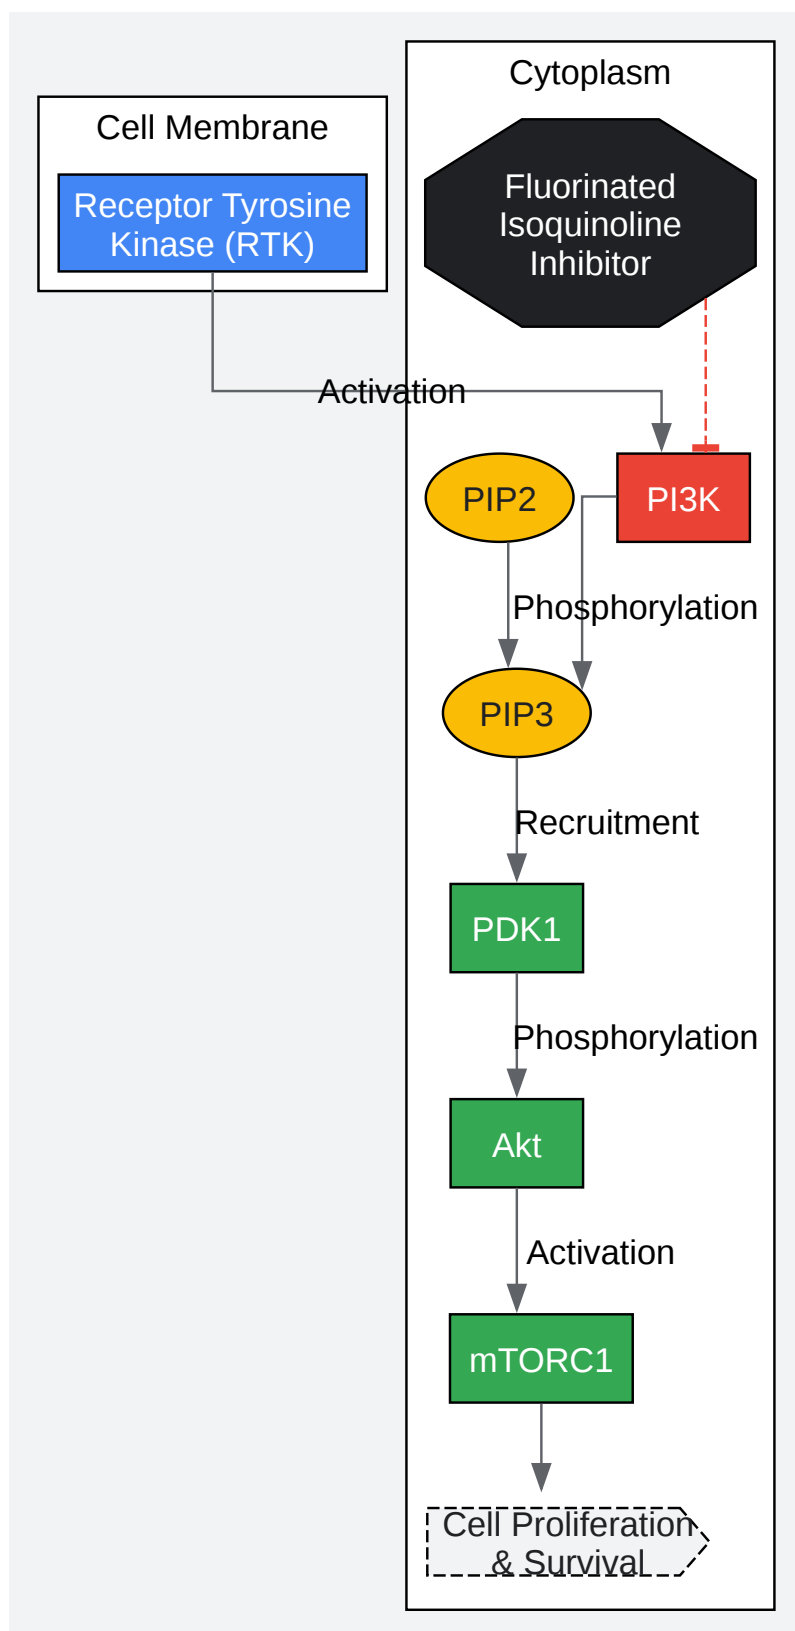 Cell Membrane
Receptor Tyrosine
Kinase (RTK)
Cytoplasm
Fluorinated
Isoquinoline
Inhibitor
Activation
PIP2
PI3K
Phosphorylation
PIP3
Recruitment
PDK1
Phosphorylation
Akt
Activation
mTORC1
Cell Proliferation
& Survival